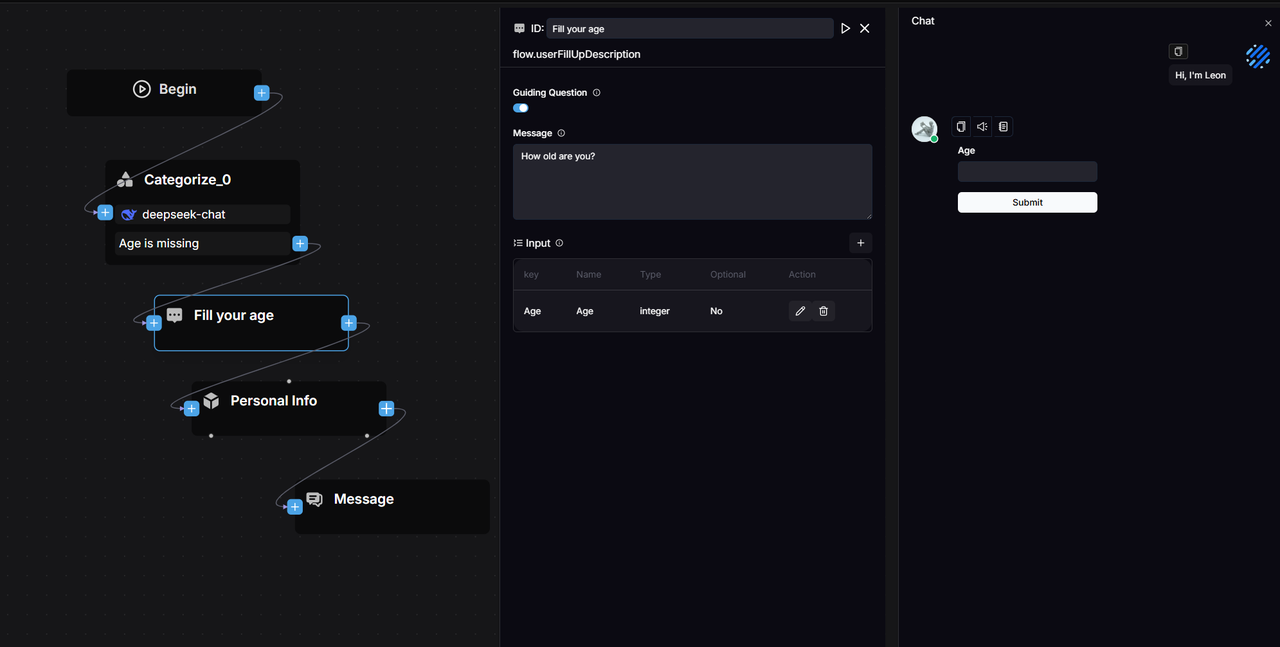 Begin
Categorize_0
deepseek-chat
Age is missing
Fill your age
Personal Info
Message
ID: Fill your age
flow.userFillUpDescription
Guiding Question
Message
How old are you?
Input
key Name Type Optional Action
Age Age integer No
Chat
Hi, I'm Leon
Age
Submit